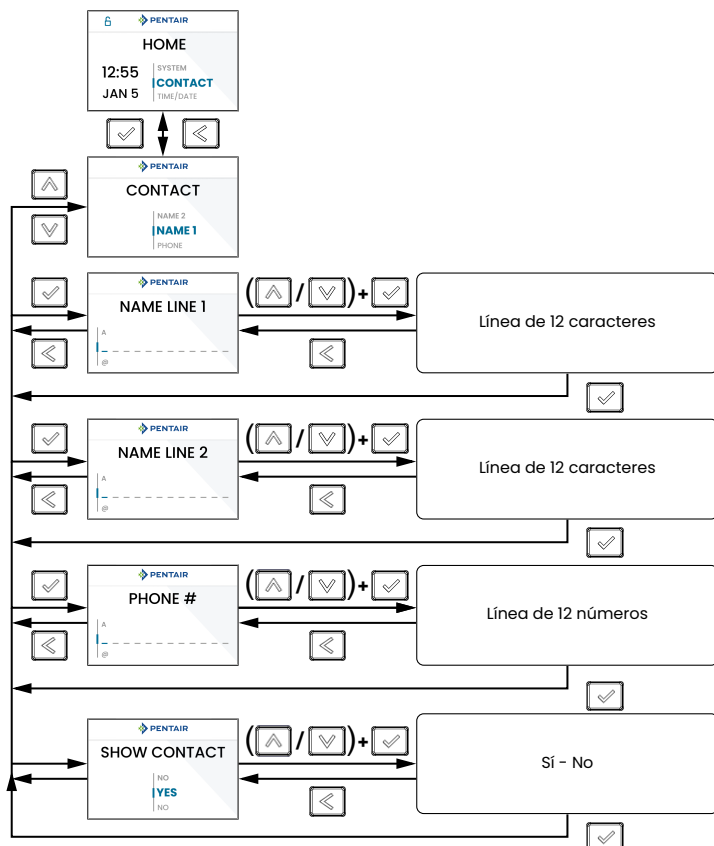 PENTAIR
HOME
12:55
JAN 5
SYSTEM
CONTACT
TIME/DATE
PENTAIR
CONTACT
NAME 2
NAME 1
PHONE
PENTAIR
NAME LINE 1
A
_ _ _ _ _ _ _ _ _ _ _ _
@
( / )+
Línea de 12 caracteres
PENTAIR
NAME LINE 2
A
_ _ _ _ _ _ _ _ _ _ _ _
@
( / )+
Línea de 12 caracteres
PENTAIR
PHONE #
A
_ _ _ _ _ _ _ _ _ _ _ _
@
( / )+
Línea de 12 números
PENTAIR
SHOW CONTACT
NO
YES
NO
( / )+
Sí - No